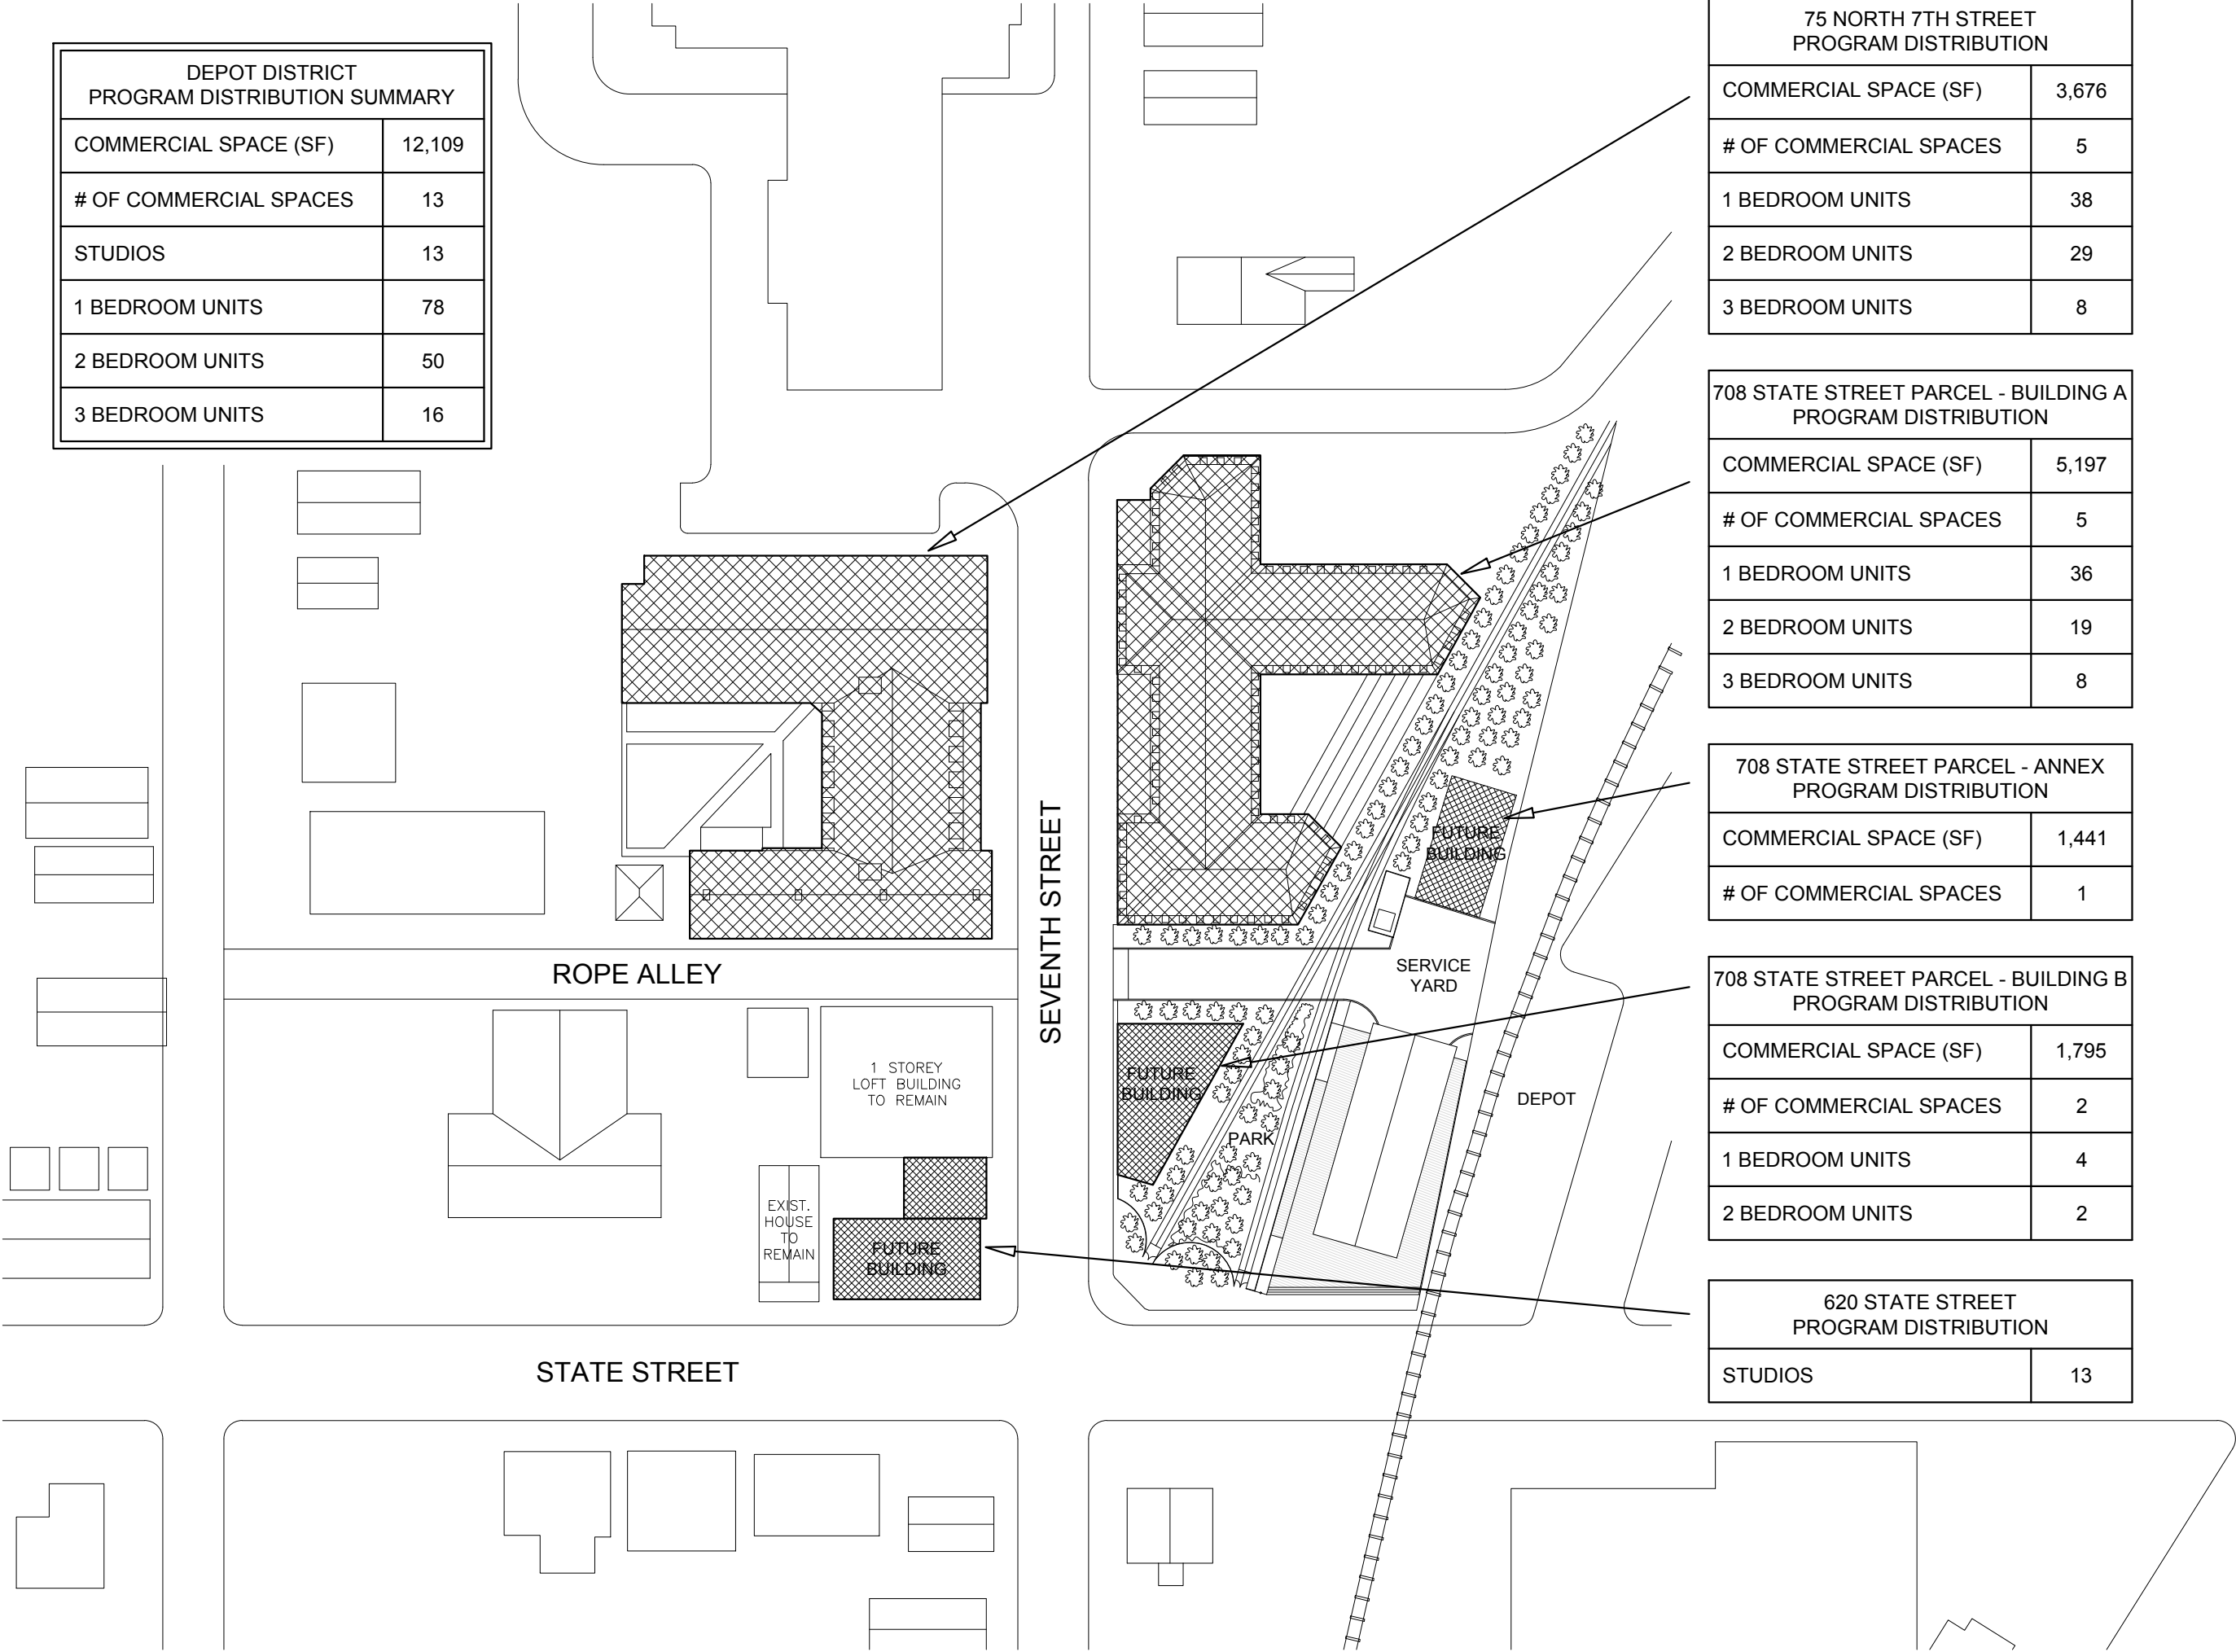 DEPOT DISTRICT
PROGRAM DISTRIBUTION SUMMARY
COMMERCIAL SPACE (SF) 12,109
# OF COMMERCIAL SPACES 13
STUDIOS 13
1 BEDROOM UNITS 78
2 BEDROOM UNITS 50
3 BEDROOM UNITS 16
75 NORTH 7TH STREET
PROGRAM DISTRIBUTION
COMMERCIAL SPACE (SF) 3,676
# OF COMMERCIAL SPACES 5
1 BEDROOM UNITS 38
2 BEDROOM UNITS 29
3 BEDROOM UNITS 8
708 STATE STREET PARCEL - BUILDING A
PROGRAM DISTRIBUTION
COMMERCIAL SPACE (SF) 5,197
# OF COMMERCIAL SPACES 5
1 BEDROOM UNITS 36
2 BEDROOM UNITS 19
3 BEDROOM UNITS 8
708 STATE STREET PARCEL - ANNEX
PROGRAM DISTRIBUTION
COMMERCIAL SPACE (SF) 1,441
# OF COMMERCIAL SPACES 1
708 STATE STREET PARCEL - BUILDING B
PROGRAM DISTRIBUTION
COMMERCIAL SPACE (SF) 1,795
# OF COMMERCIAL SPACES 2
1 BEDROOM UNITS 4
2 BEDROOM UNITS 2
620 STATE STREET
PROGRAM DISTRIBUTION
STUDIOS 13
FUTURE
BUILDING
SERVICE
YARD
ROPE ALLEY
SEVENTH STREET
1 STOREY
LOFT BUILDING
TO REMAIN
FUTURE
BUILDING
DEPOT
PARK
EXIST.
HOUSE
TO
REMAIN
FUTURE
BUILDING
STATE STREET